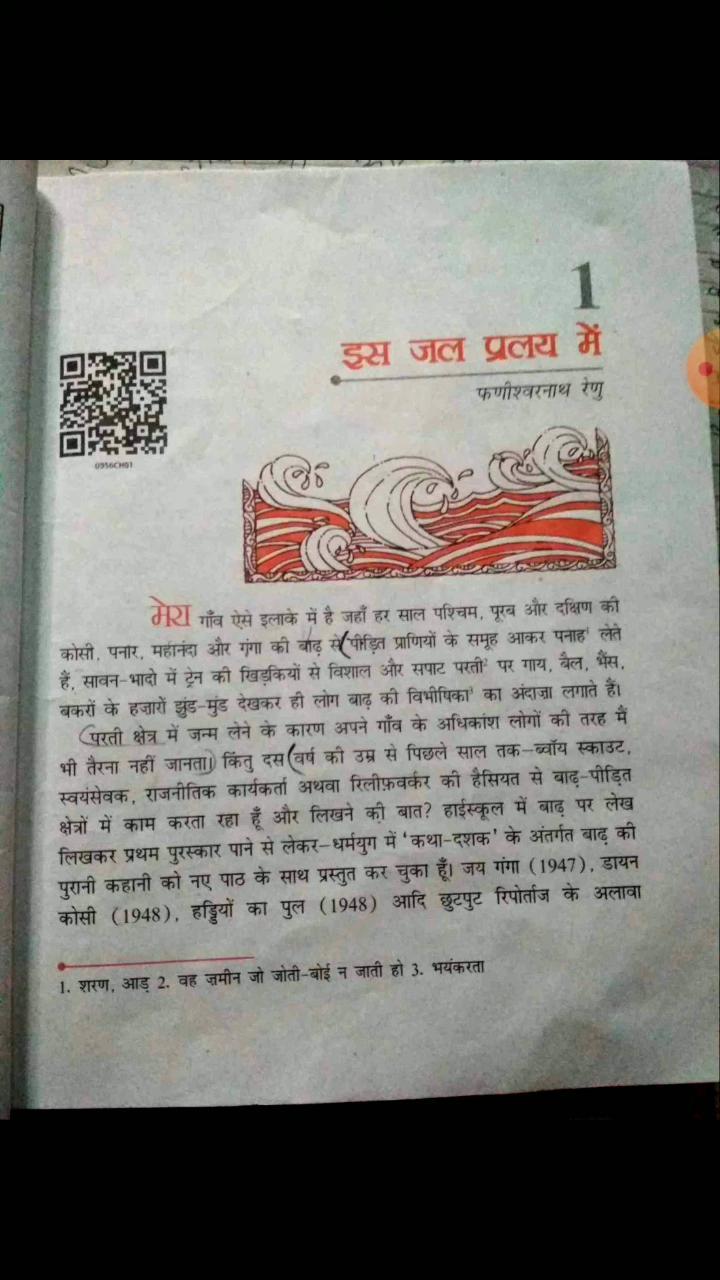 1
इस जल प्रलय में
फणीश्वरनाथ रेणु
0956CH01
मेरा गाँव ऐसे इलाके में है जहाँ हर साल पश्चिम, पूरब और दक्षिण की
कोसी, पनार, महानंदा और गंगा की बाढ़ से पीड़ित प्राणियों के समूह आकर पनाह¹ लेते
हैं, सावन-भादो में ट्रेन की खिड़कियों से विशाल और सपाट परती² पर गाय, बैल, भैंस,
बकरों के हजारों झुंड-मुंड देखकर ही लोग बाढ़ की विभीषिका³ का अंदाज़ा लगाते हैं।
परती क्षेत्र में जन्म लेने के कारण अपने गाँव के अधिकांश लोगों की तरह मैं
भी तैरना नहीं जानता। किंतु दस वर्ष की उम्र से पिछले साल तक–ब्वॉय स्काउट,
स्वयंसेवक, राजनीतिक कार्यकर्ता अथवा रिलीफ़वर्कर की हैसियत से बाढ़-पीड़ित
क्षेत्रों में काम करता रहा हूँ और लिखने की बात? हाईस्कूल में बाढ़ पर लेख
लिखकर प्रथम पुरस्कार पाने से लेकर–धर्मयुग में 'कथा-दशक' के अंतर्गत बाढ़ की
पुरानी कहानी को नए पाठ के साथ प्रस्तुत कर चुका हूँ। जय गंगा (1947), डायन
कोसी (1948), हड्डियों का पुल (1948) आदि छुटपुट रिपोर्ताज के अलावा
1. शरण, आड़ 2. वह ज़मीन जो जोती-बोई न जाती हो 3. भयंकरता